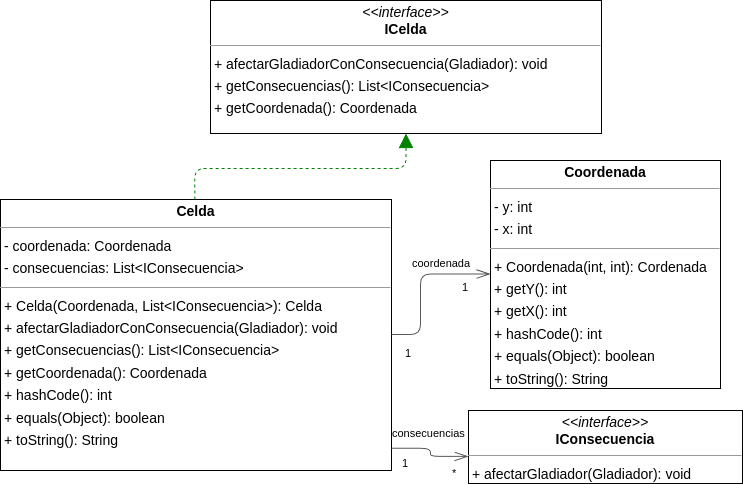 <<interface>>
ICelda
+ afectarGladiadorConConsecuencia(Gladiador): void
+ getConsecuencias(): List<IConsecuencia>
+ getCoordenada(): Coordenada
Celda
- coordenada: Coordenada
- consecuencias: List<IConsecuencia>
+ Celda(Coordenada, List<IConsecuencia>): Celda
+ afectarGladiadorConConsecuencia(Gladiador): void
+ getConsecuencias(): List<IConsecuencia>
+ getCoordenada(): Coordenada
+ hashCode(): int
+ equals(Object): boolean
+ toString(): String
coordenada
1
1
Coordenada
- y: int
- x: int
+ Coordenada(int, int): Cordenada
+ getY(): int
+ getX(): int
+ hashCode(): int
+ equals(Object): boolean
+ toString(): String
consecuencias
1
*
<<interface>>
IConsecuencia
+ afectarGladiador(Gladiador): void